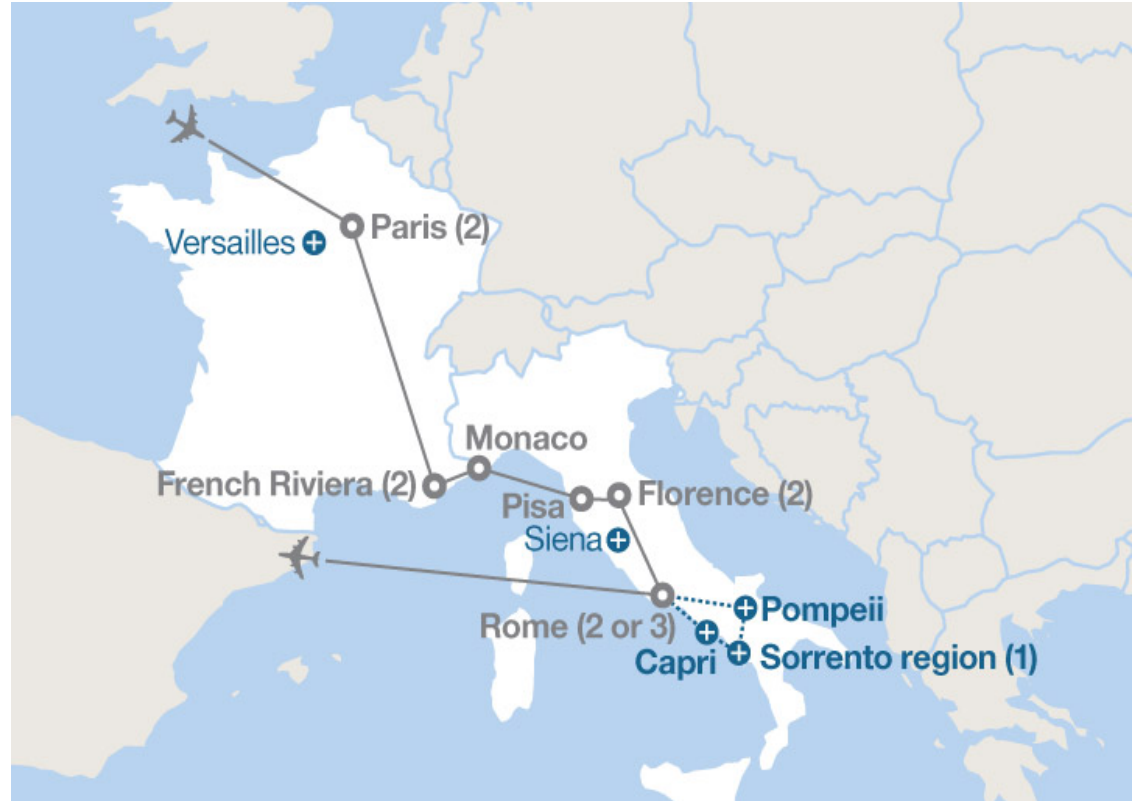 Paris (2)
Versailles
Monaco
French Riviera (2)
Pisa
Florence (2)
Siena
Rome (2 or 3)
Pompeii
Capri
Sorrento region (1)